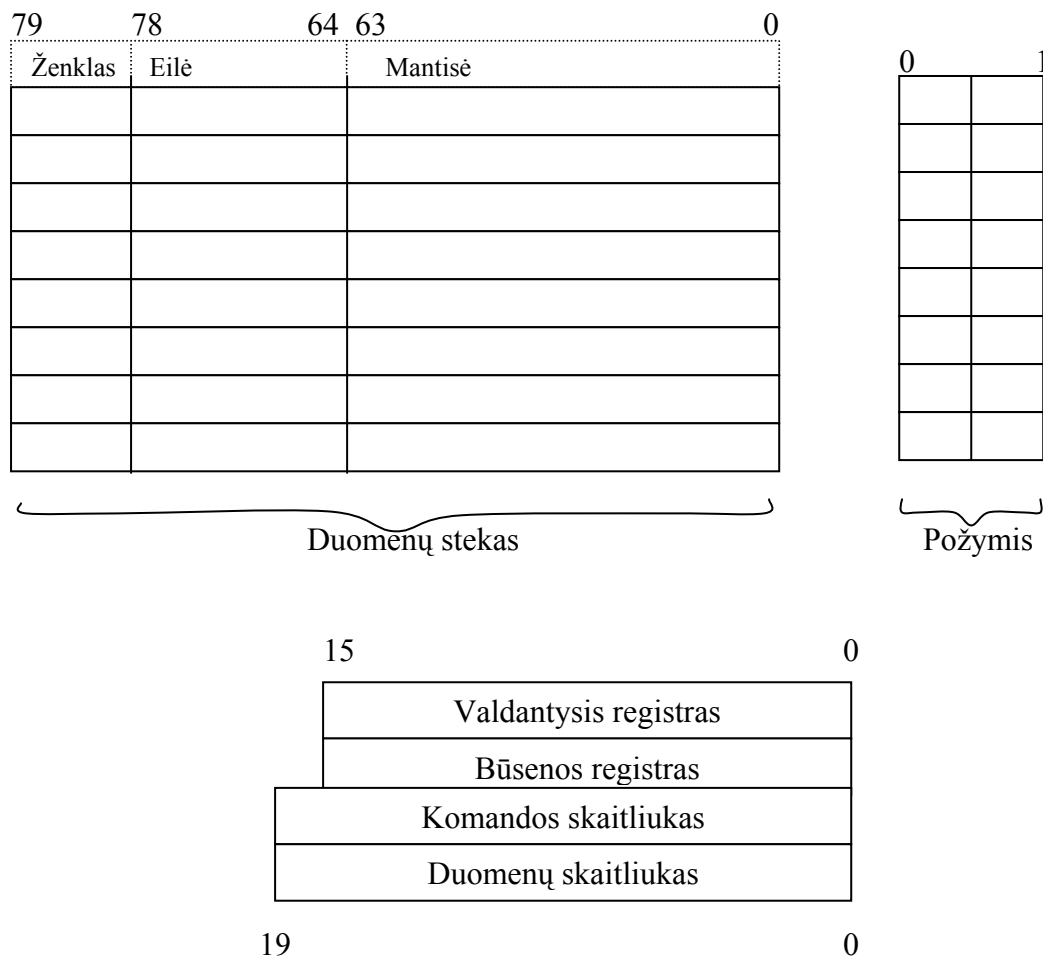 79 78 64 63 0
Ženklas Eilė Mantisė
0 1
Duomenų stekas
Požymis
15 0
Valdantysis registras
Būsenos registras
Komandos skaitliukas
Duomenų skaitliukas
19 0